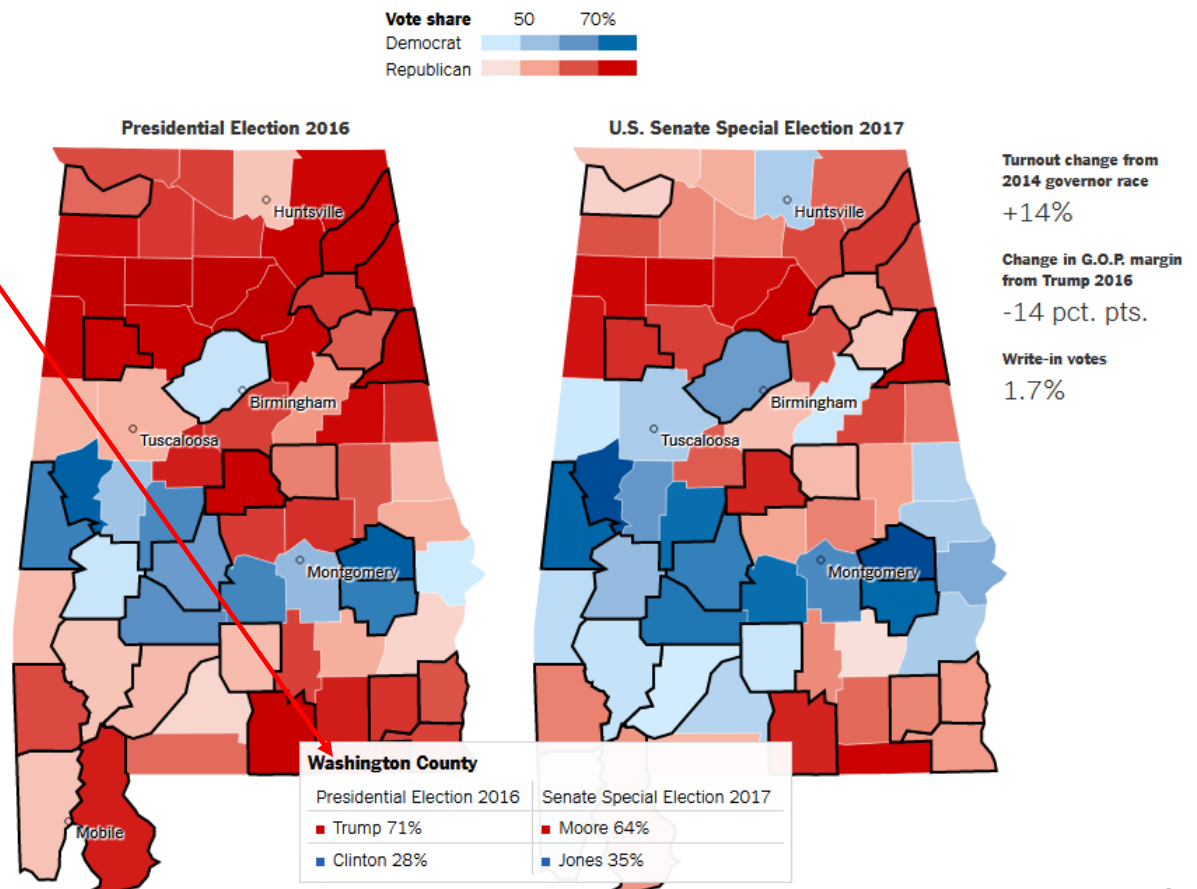 Vote share 50 70%
Democrat
Republican
Presidential Election 2016
Huntsville
Birmingham
Tuscaloosa
Montgomery
Mobile
U.S. Senate Special Election 2017
Huntsville
Birmingham
Tuscaloosa
Montgomery
Turnout change from
2014 governor race
+14%
Change in G.O.P. margin
from Trump 2016
-14 pct. pts.
Write-in votes
1.7%
Washington County
Presidential Election 2016 Senate Special Election 2017
Trump 71% Moore 64%
Clinton 28% Jones 35%